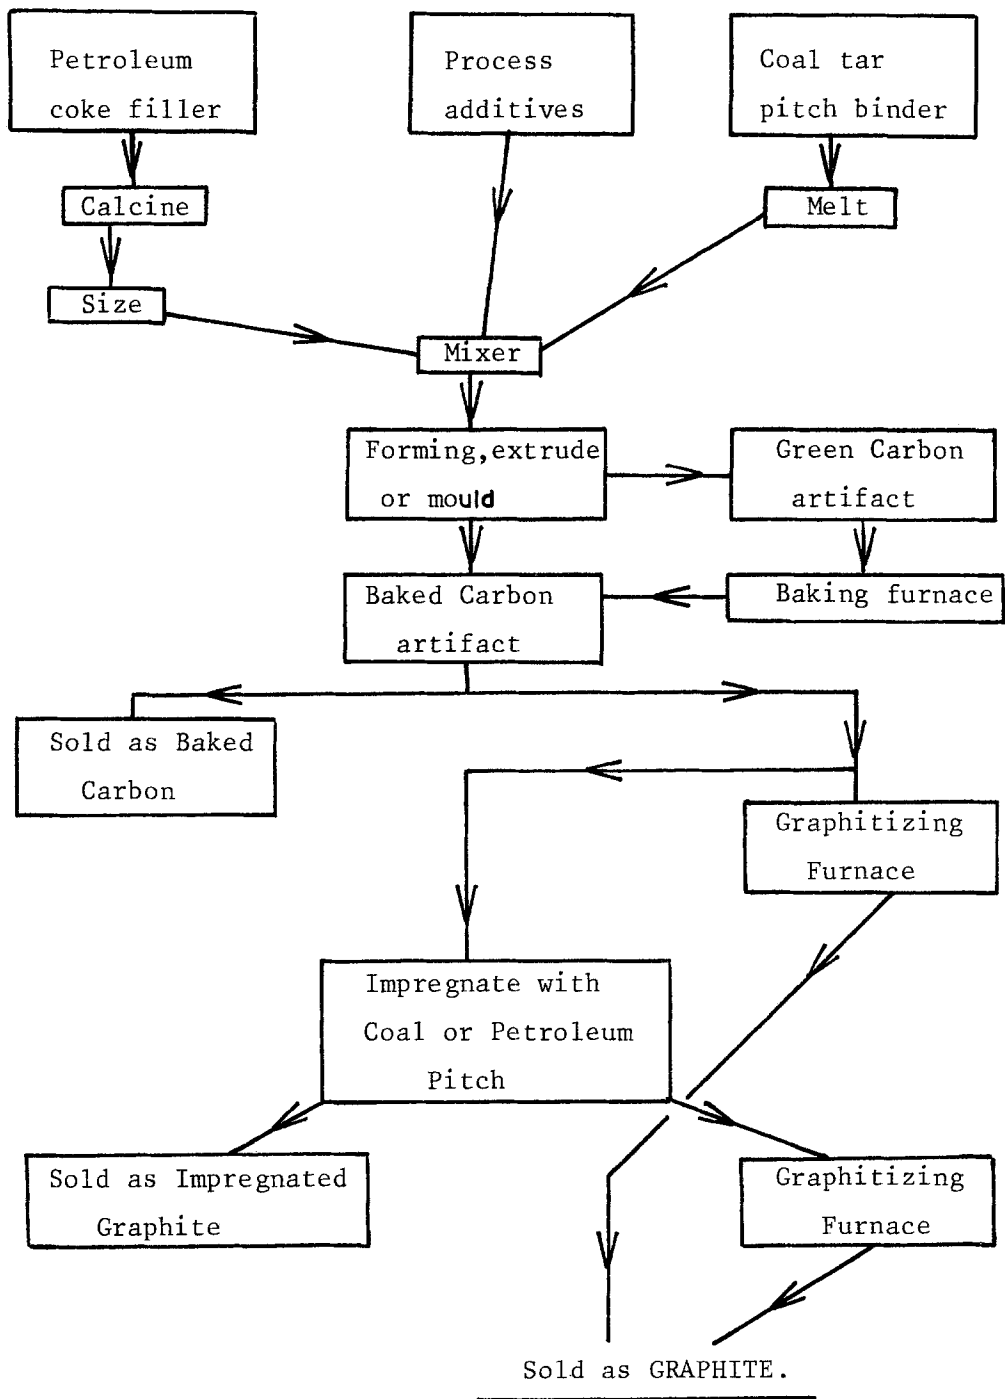 Petroleum
coke filler
Process
additives
Coal tar
pitch binder
Calcine
Melt
Size
Mixer
Forming,extrude
or mould
Green Carbon
artifact
Baked Carbon
artifact
Baking furnace
Sold as Baked
Carbon
Graphitizing
Furnace
Impregnate with
Coal or Petroleum
Pitch
Sold as Impregnated
Graphite
Graphitizing
Furnace
Sold as GRAPHITE.